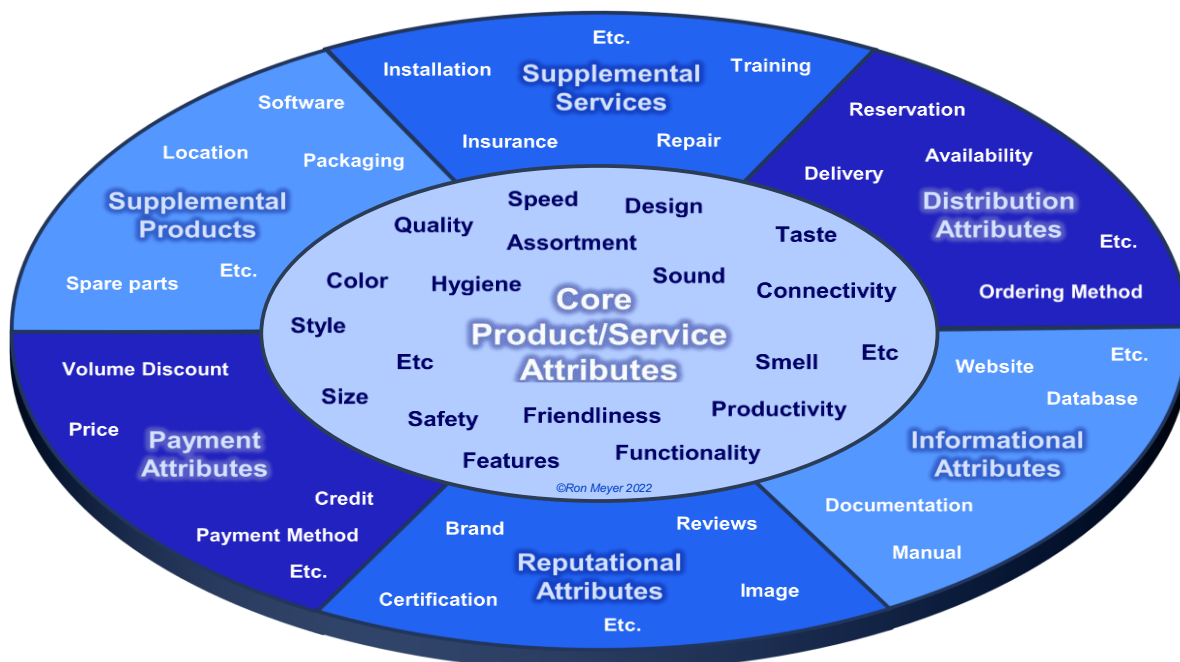 Etc.
Installation
Supplemental
Services
Training
Insurance
Repair
Software
Location
Packaging
Supplemental
Products
Spare parts
Etc.
Reservation
Availability
Delivery
Distribution
Attributes
Etc.
Ordering Method
Speed
Design
Quality
Assortment
Taste
Color
Hygiene
Sound
Connectivity
Style
Core
Product/Service
Attributes
Etc
Smell
Etc
Size
Safety
Friendliness
Productivity
Features
Functionality
©Ron Meyer 2022
Volume Discount
Price
Payment
Attributes
Credit
Payment Method
Etc.
Website
Etc.
Database
Informational
Attributes
Documentation
Manual
Brand
Reviews
Reputational
Attributes
Certification
Image
Etc.